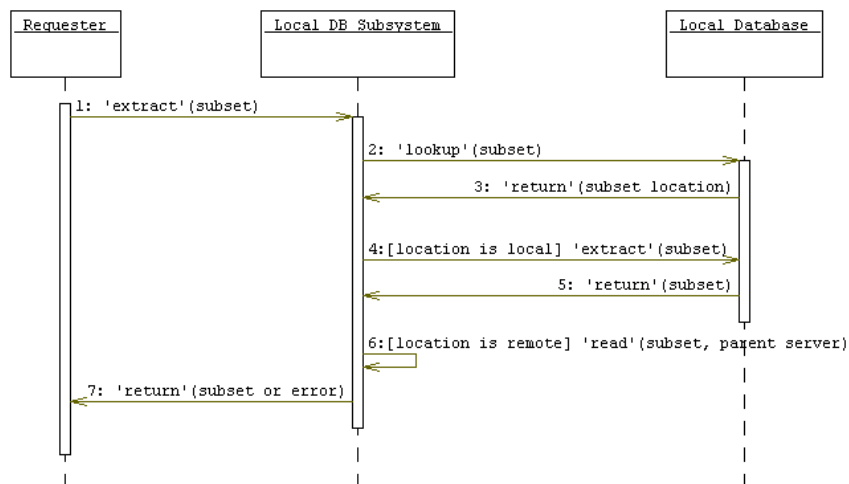 Requester
Local DB Subsystem
Local Database
1: 'extract'(subset)
2: 'lookup'(subset)
3: 'return'(subset location)
4:[location is local] 'extract'(subset)
5: 'return'(subset)
6:[location is remote] 'read'(subset, parent server)
7: 'return'(subset or error)